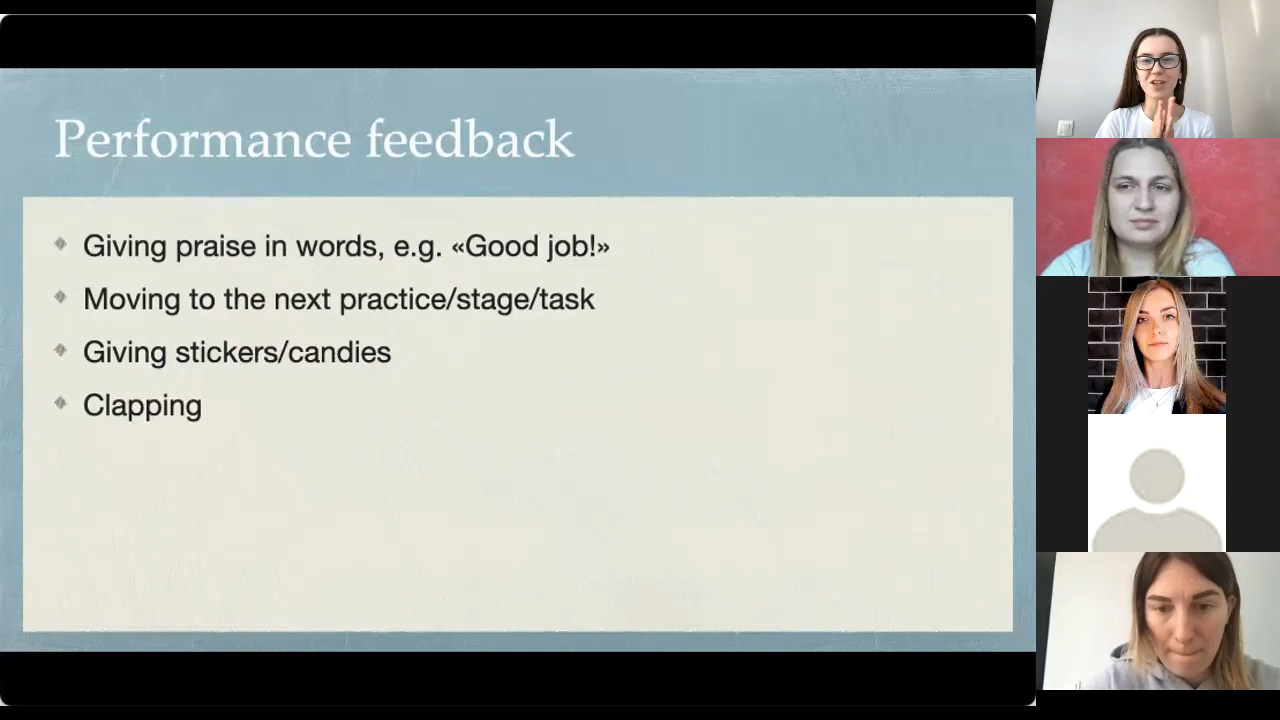 Performance feedback
Giving praise in words, e.g. «Good job!»
Moving to the next practice/stage/task
Giving stickers/candies
Clapping